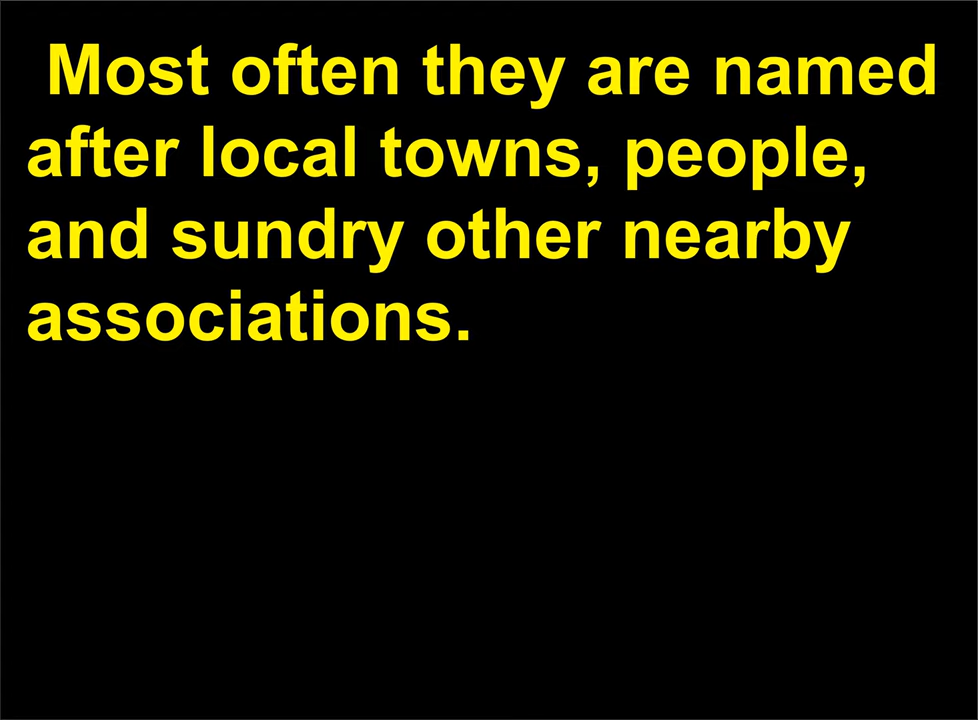 Most often they are named
after local towns, people,
and sundry other nearby
associations.